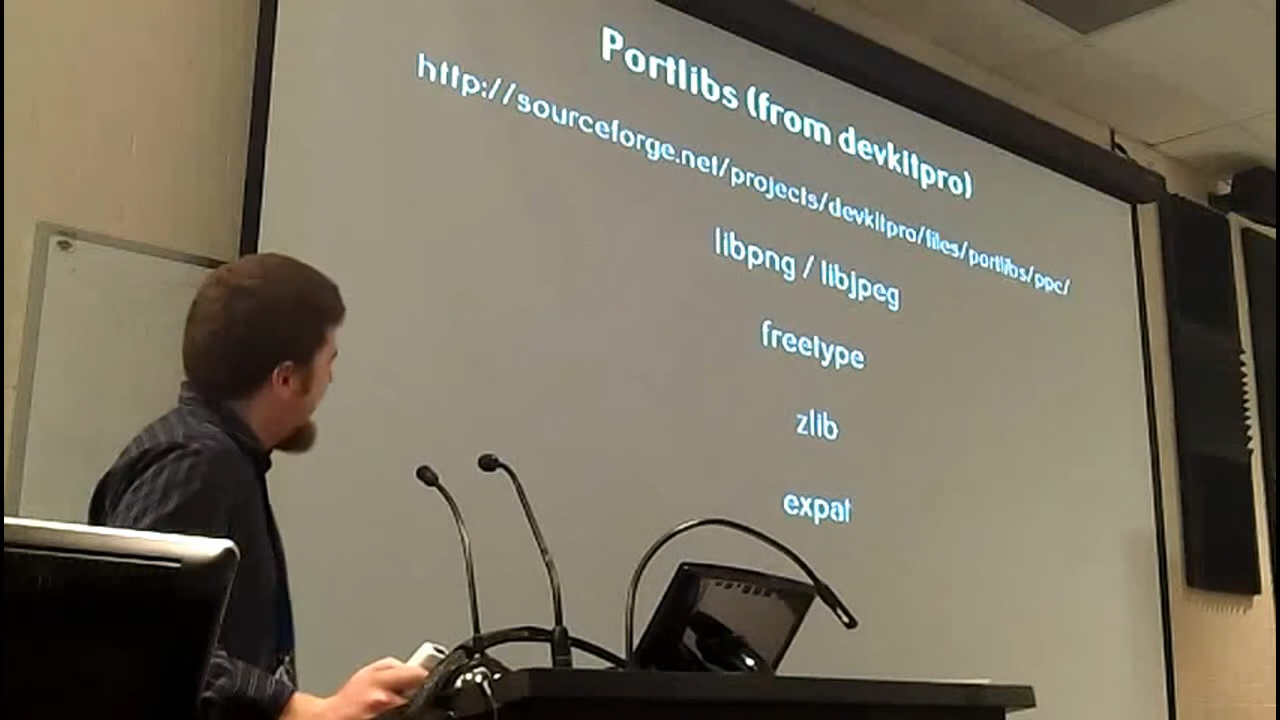 Portlibs (from devkitpro)
http://sourceforge.net/projects/devkitpro/files/portlibs/ppc/
libpng / libjpeg
freetype
zlib
expat